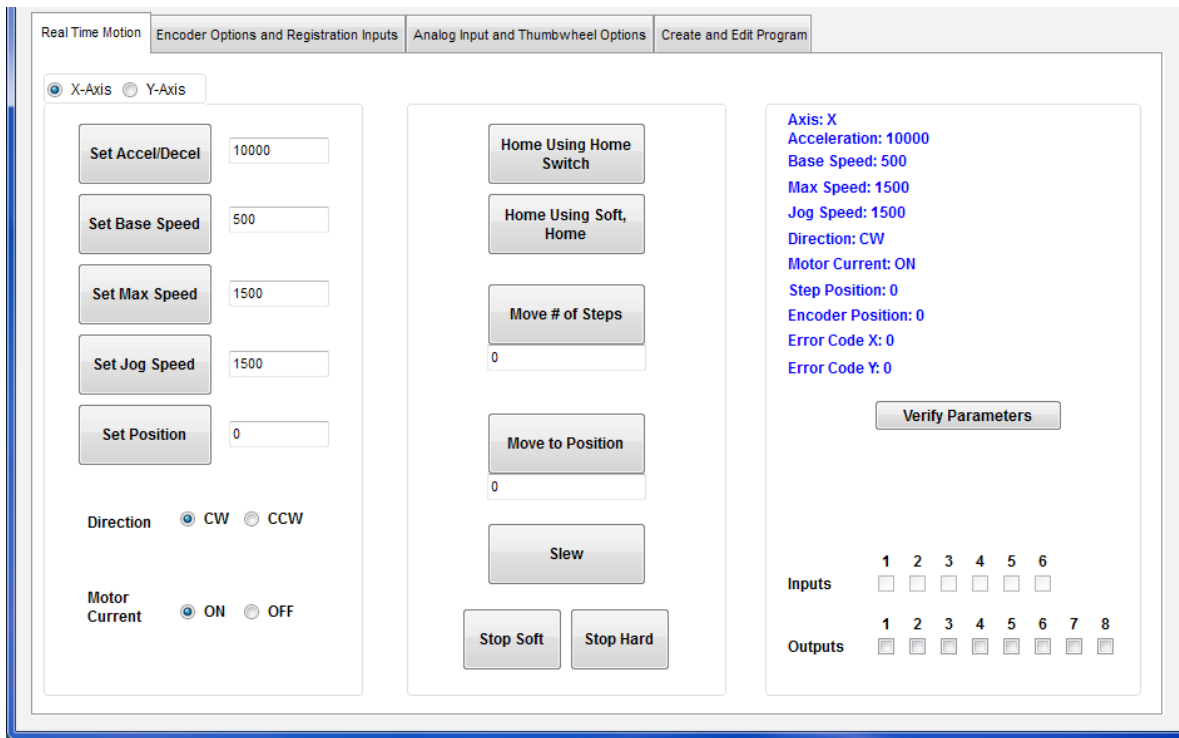 Real Time Motion
Encoder Options and Registration Inputs
Analog Input and Thumbwheel Options
Create and Edit Program
X-Axis
Y-Axis
Set Accel/Decel
10000
Set Base Speed
500
Set Max Speed
1500
Set Jog Speed
1500
Set Position
0
Direction
CW
CCW
Motor
Current
ON
OFF
Home Using Home
Switch
Home Using Soft,
Home
Move # of Steps
0
Move to Position
0
Slew
Stop Soft
Stop Hard
Axis: X
Acceleration: 10000
Base Speed: 500
Max Speed: 1500
Jog Speed: 1500
Direction: CW
Motor Current: ON
Step Position: 0
Encoder Position: 0
Error Code X: 0
Error Code Y: 0
Verify Parameters
1 2 3 4 5 6
Inputs
1 2 3 4 5 6 7 8
Outputs